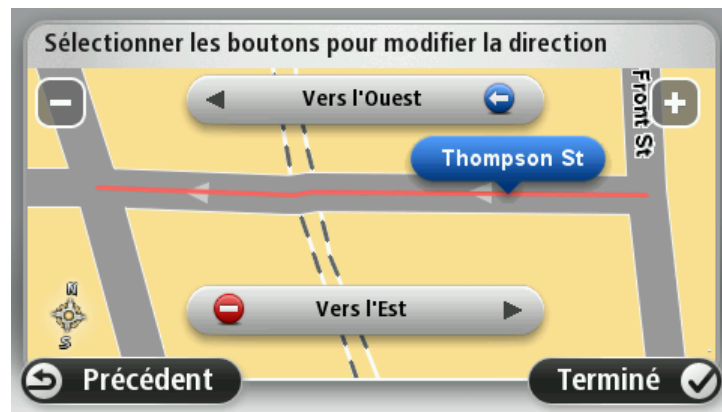 Sélectionner les boutons pour modifier la direction
Vers l'Ouest
Front St
Thompson St
N
S
Vers l'Est
Précédent
Terminé